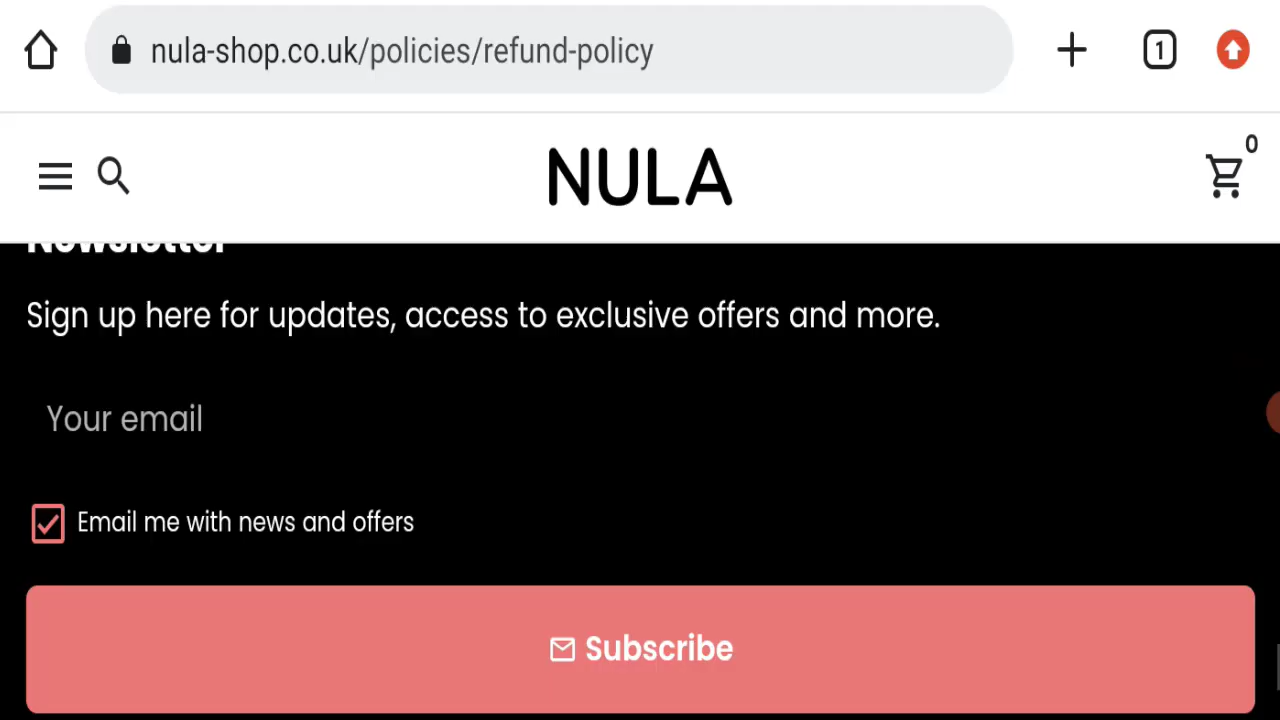 nula-shop.co.uk/policies/refund-policy
1
NULA
0
Newsletter
Sign up here for updates, access to exclusive offers and more.
Your email
Email me with news and offers
Subscribe